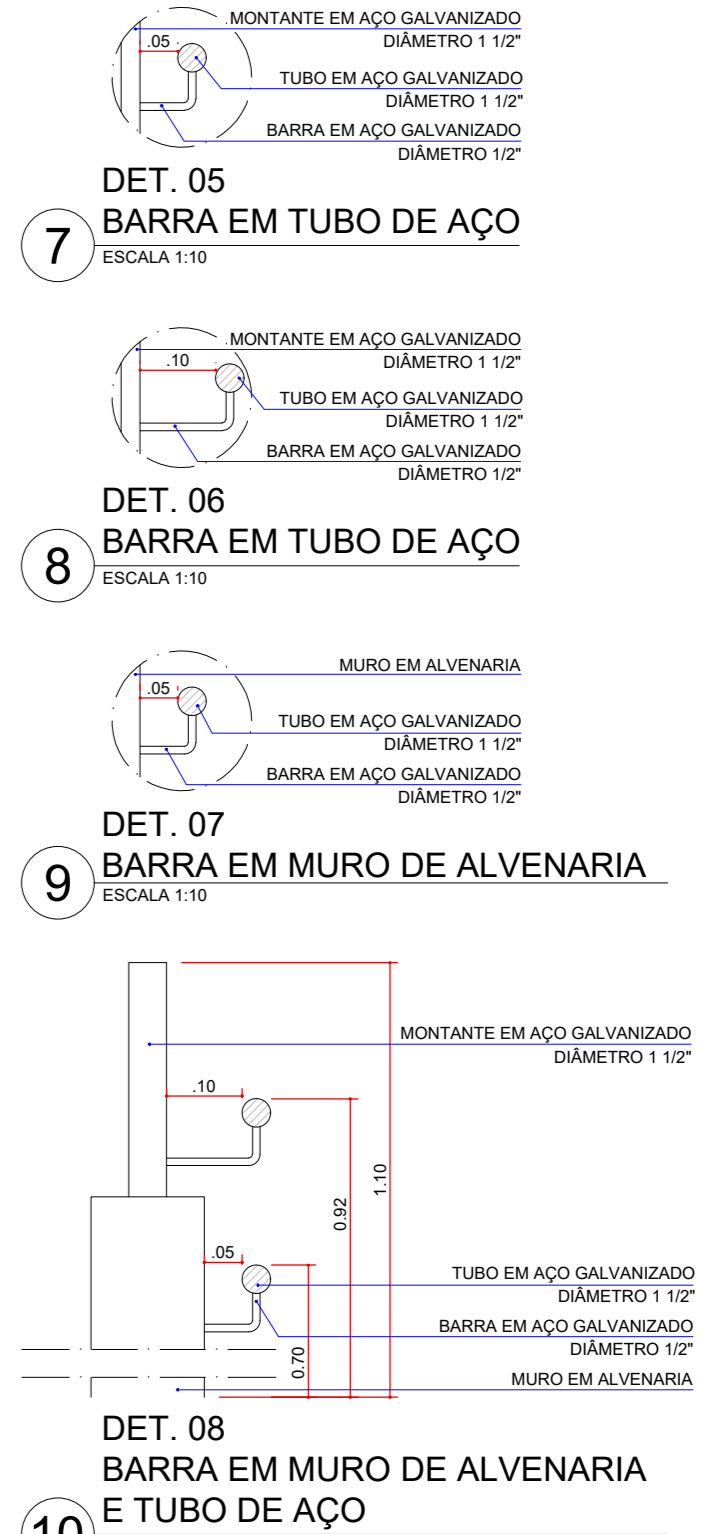 MONTANTE EM AÇO GALVANIZADO
.05
DIÂMETRO 1 1/2"
TUBO EM AÇO GALVANIZADO
DIÂMETRO 1 1/2"
BARRA EM AÇO GALVANIZADO
DIÂMETRO 1/2"
DET. 05
7
BARRA EM TUBO DE AÇO
ESCALA 1:10
MONTANTE EM AÇO GALVANIZADO
.10
DIÂMETRO 1 1/2"
TUBO EM AÇO GALVANIZADO
DIÂMETRO 1 1/2"
BARRA EM AÇO GALVANIZADO
DIÂMETRO 1/2"
DET. 06
8
BARRA EM TUBO DE AÇO
ESCALA 1:10
MURO EM ALVENARIA
.05
TUBO EM AÇO GALVANIZADO
DIÂMETRO 1 1/2"
BARRA EM AÇO GALVANIZADO
DIÂMETRO 1/2"
DET. 07
9
BARRA EM MURO DE ALVENARIA
ESCALA 1:10
MONTANTE EM AÇO GALVANIZADO
DIÂMETRO 1 1/2"
.10
1.10
0.92
.05
TUBO EM AÇO GALVANIZADO
DIÂMETRO 1 1/2"
BARRA EM AÇO GALVANIZADO
DIÂMETRO 1/2"
0.70
MURO EM ALVENARIA
DET. 08
BARRA EM MURO DE ALVENARIA
E TUBO DE AÇO
10